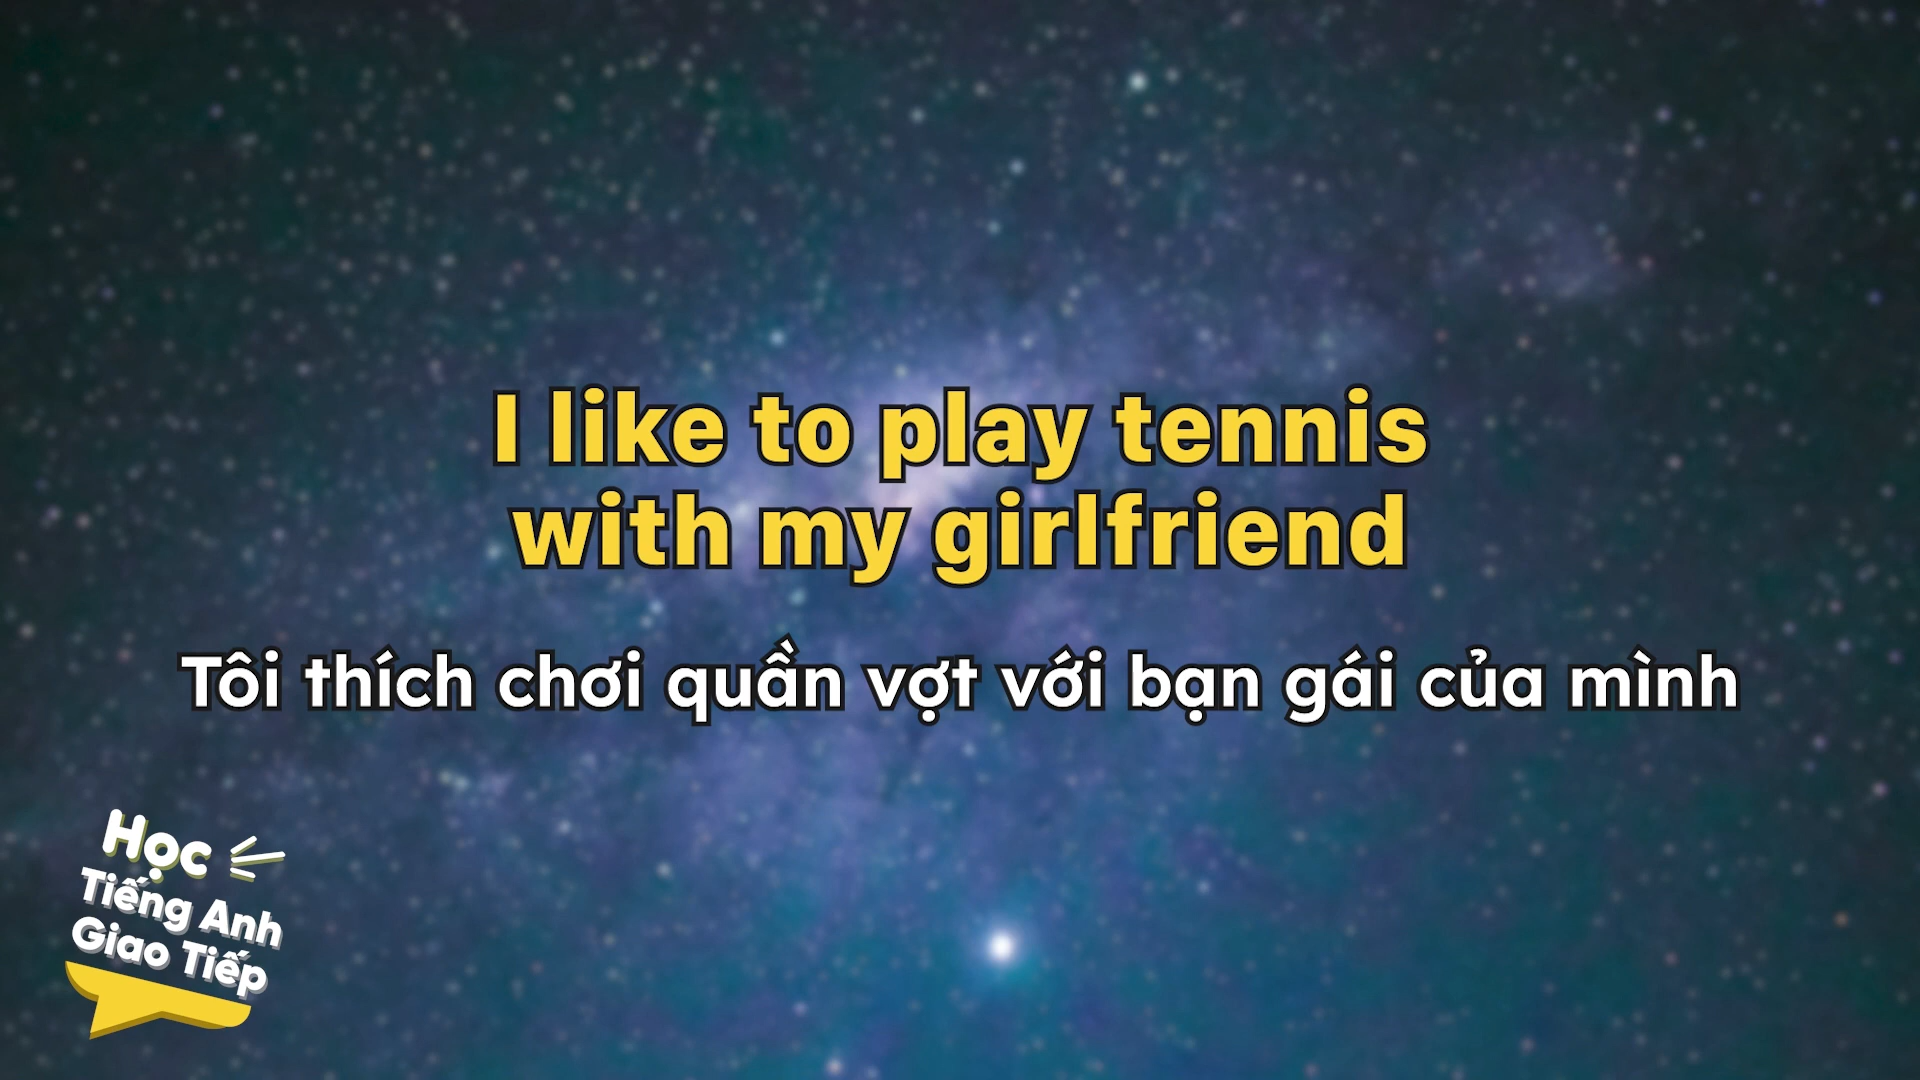 I like to play tennis
with my girlfriend
Tôi thích chơi quần vợt với bạn gái của mình
Học
Tiếng Anh
Giao Tiếp